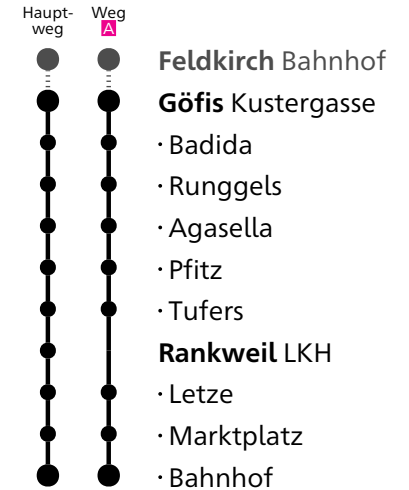 Haupt-
weg
Weg
A
Feldkirch Bahnhof
Göfis Kustergasse
· Badida
· Runggels
· Agasella
· Pfitz
· Tufers
Rankweil LKH
· Letze
· Marktplatz
· Bahnhof